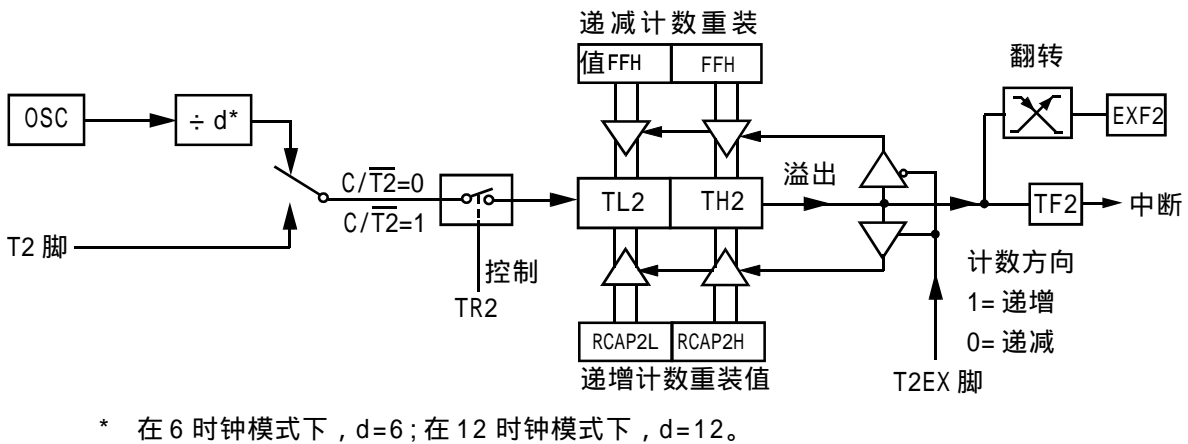 递减计数重装
值FFH
FFH
翻转
OSC
÷ d*
EXF2
C/T2=0
C/T2=1
TL2
TH2
溢出
TF2
中断
T2 脚
控制
TR2
计数方向
1= 递增
0= 递减
RCAP2L
RCAP2H
递增计数重装值
T2EX 脚
* 在 6 时钟模式下，d=6；在 12 时钟模式下，d=12。